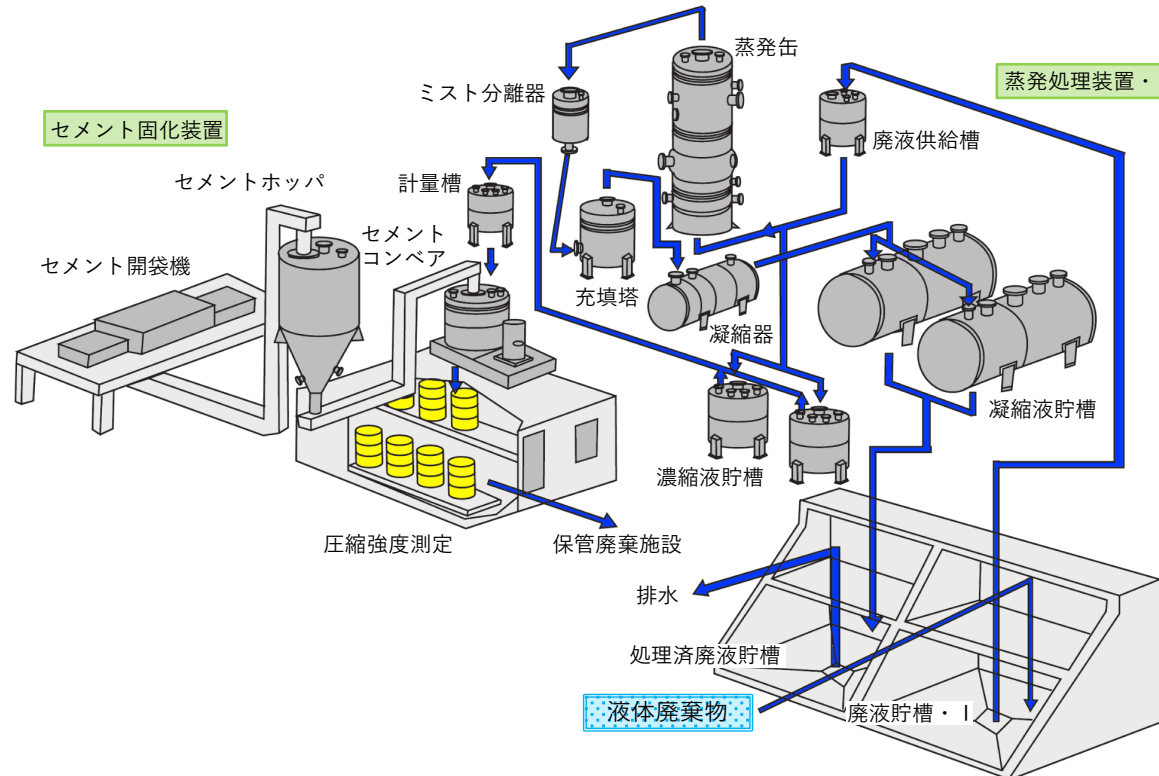 蒸発缶
ミスト分離器
蒸発処理装置・
セメント固化装置
廃液供給槽
セメントホッパ
計量槽
セメント
コンベア
セメント開袋機
充填塔
凝縮器
凝縮液貯槽
濃縮液貯槽
圧縮強度測定
保管廃棄施設
排水
処理済廃液貯槽
液体廃棄物
廃液貯槽・Ⅰ